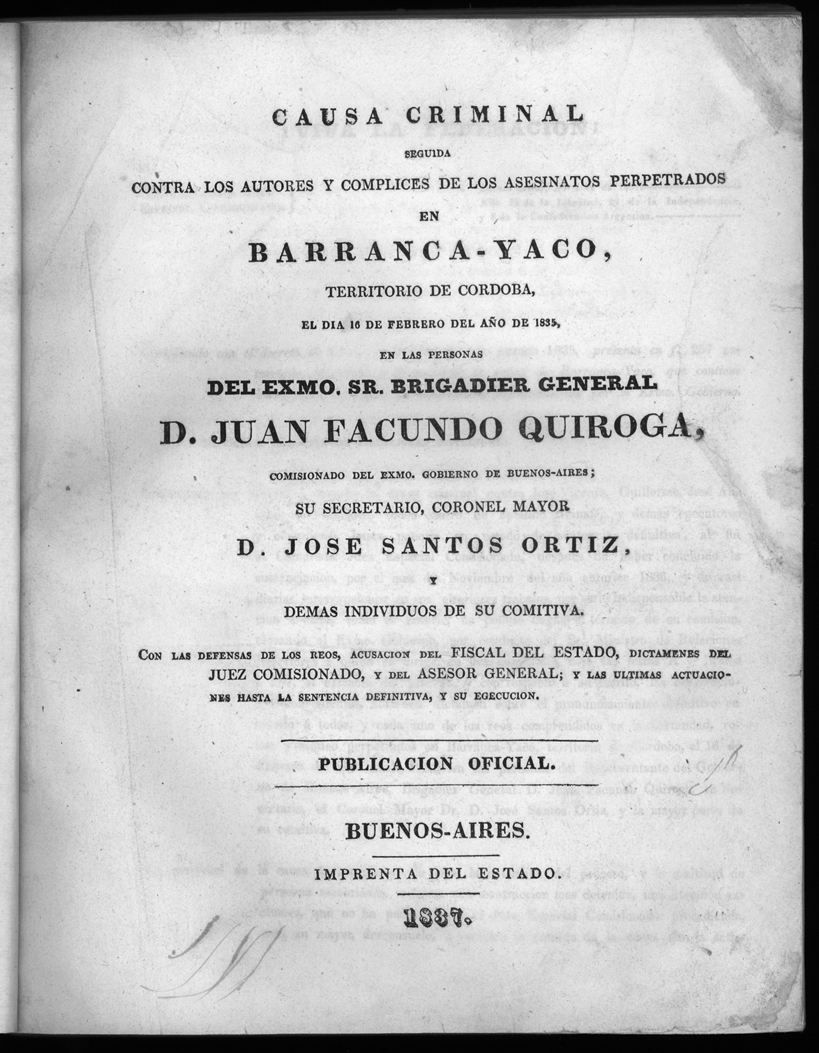 CAUSA CRIMINAL
SEGUIDA
CONTRA LOS AUTORES Y COMPLICES DE LOS ASESINATOS PERPETRADOS
EN
BARRANCA-YACO,
TERRITORIO DE CORDOBA,
EL DIA 16 DE FEBRERO DEL AÑO DE 1835,
EN LAS PERSONAS
DEL EXMO. SR. BRIGADIER GENERAL
D. JUAN FACUNDO QUIROGA,
COMISIONADO DEL EXMO. GOBIERNO DE BUENOS-AIRES;
SU SECRETARIO, CORONEL MAYOR
D. JOSE SANTOS ORTIZ,
Y
DEMAS INDIVIDUOS DE SU COMITIVA.
CON LAS DEFENSAS DE LOS REOS, ACUSACION DEL FISCAL DEL ESTADO, DICTAMENES DEL
JUEZ COMISIONADO, Y DEL ASESOR GENERAL; Y LAS ULTIMAS ACTUACIO-
NES HASTA LA SENTENCIA DEFINITIVA, Y SU EGECUCION.
PUBLICACION OFICIAL.
BUENOS-AIRES.
IMPRENTA DEL ESTADO.
1837.